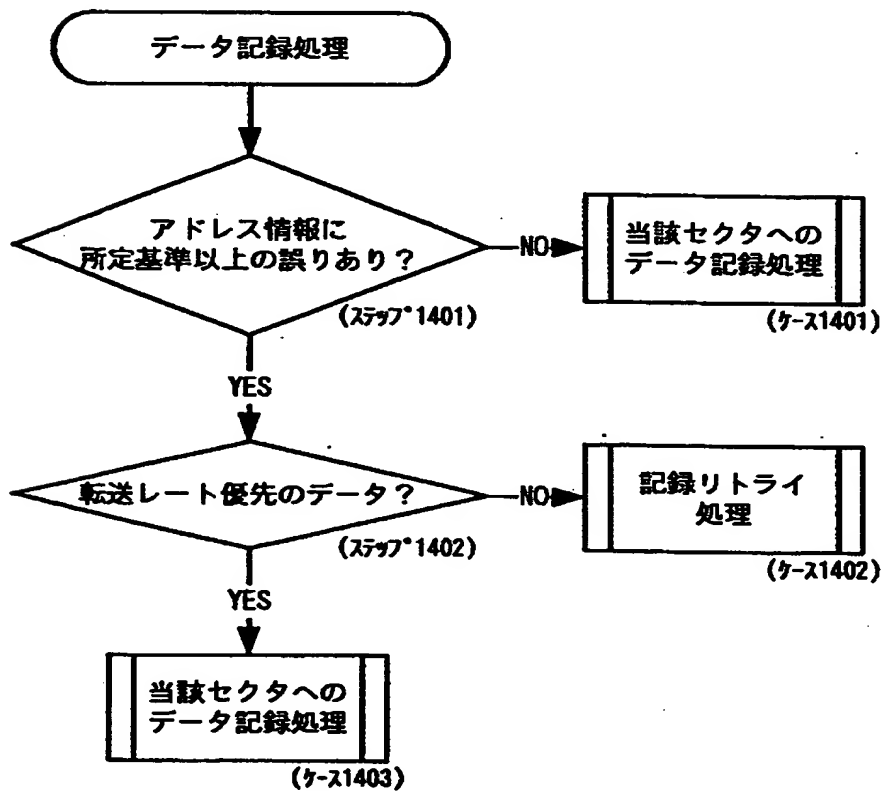 データ記録処理
アドレス情報に
所定基準以上の誤りあり？
(ｽﾃｯﾌﾟ1401)
NO
当該セクタへの
データ記録処理
(ｹｰｽ1401)
YES
転送レート優先のデータ？
(ｽﾃｯﾌﾟ1402)
NO
記録リトライ
処理
(ｹｰｽ1402)
YES
当該セクタへの
データ記録処理
(ｹｰｽ1403)